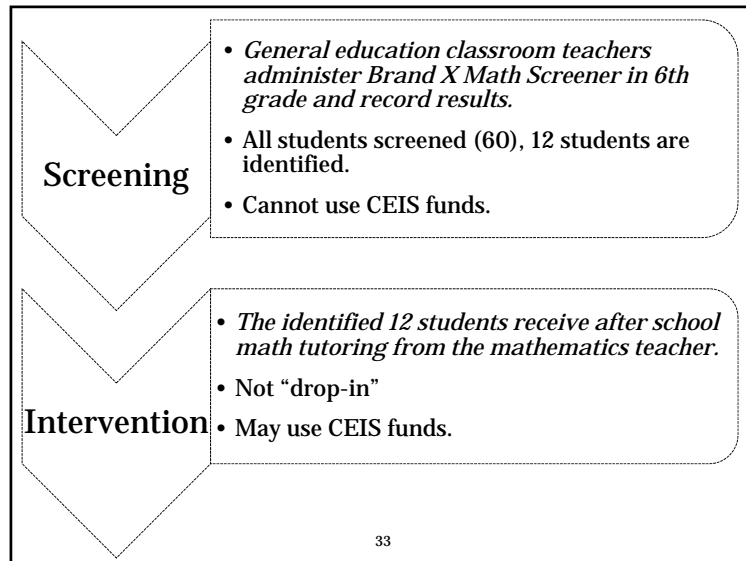 Screening
• General education classroom teachers
administer Brand X Math Screener in 6th
grade and record results.
• All students screened (60), 12 students are
identified.
• Cannot use CEIS funds.
Intervention
• The identified 12 students receive after school
math tutoring from the mathematics teacher.
• Not “drop-in”
• May use CEIS funds.
33